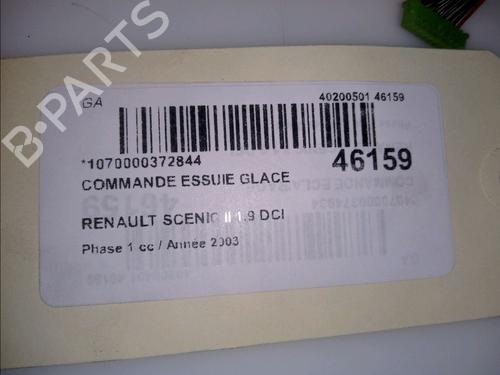 GA
40200501 46159
*1070000372844
46159
COMMANDE ESSUIE GLACE
RENAULT SCENIC II 1.9 DCI
Phase 1 cc / Année 2003
B-PARTS